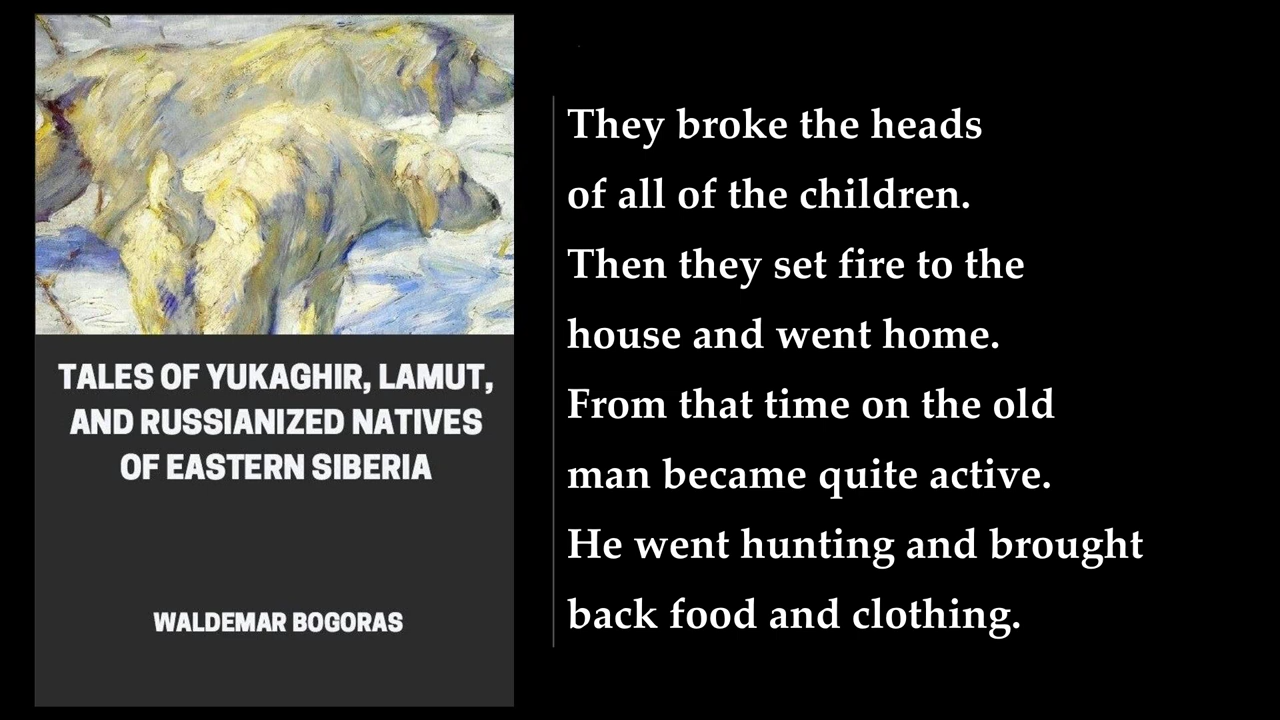 TALES OF YUKAGHIR, LAMUT,
AND RUSSIANIZED NATIVES
OF EASTERN SIBERIA
WALDEMAR BOGORAS
They broke the heads
of all of the children.
Then they set fire to the
house and went home.
From that time on the old
man became quite active.
He went hunting and brought
back food and clothing.